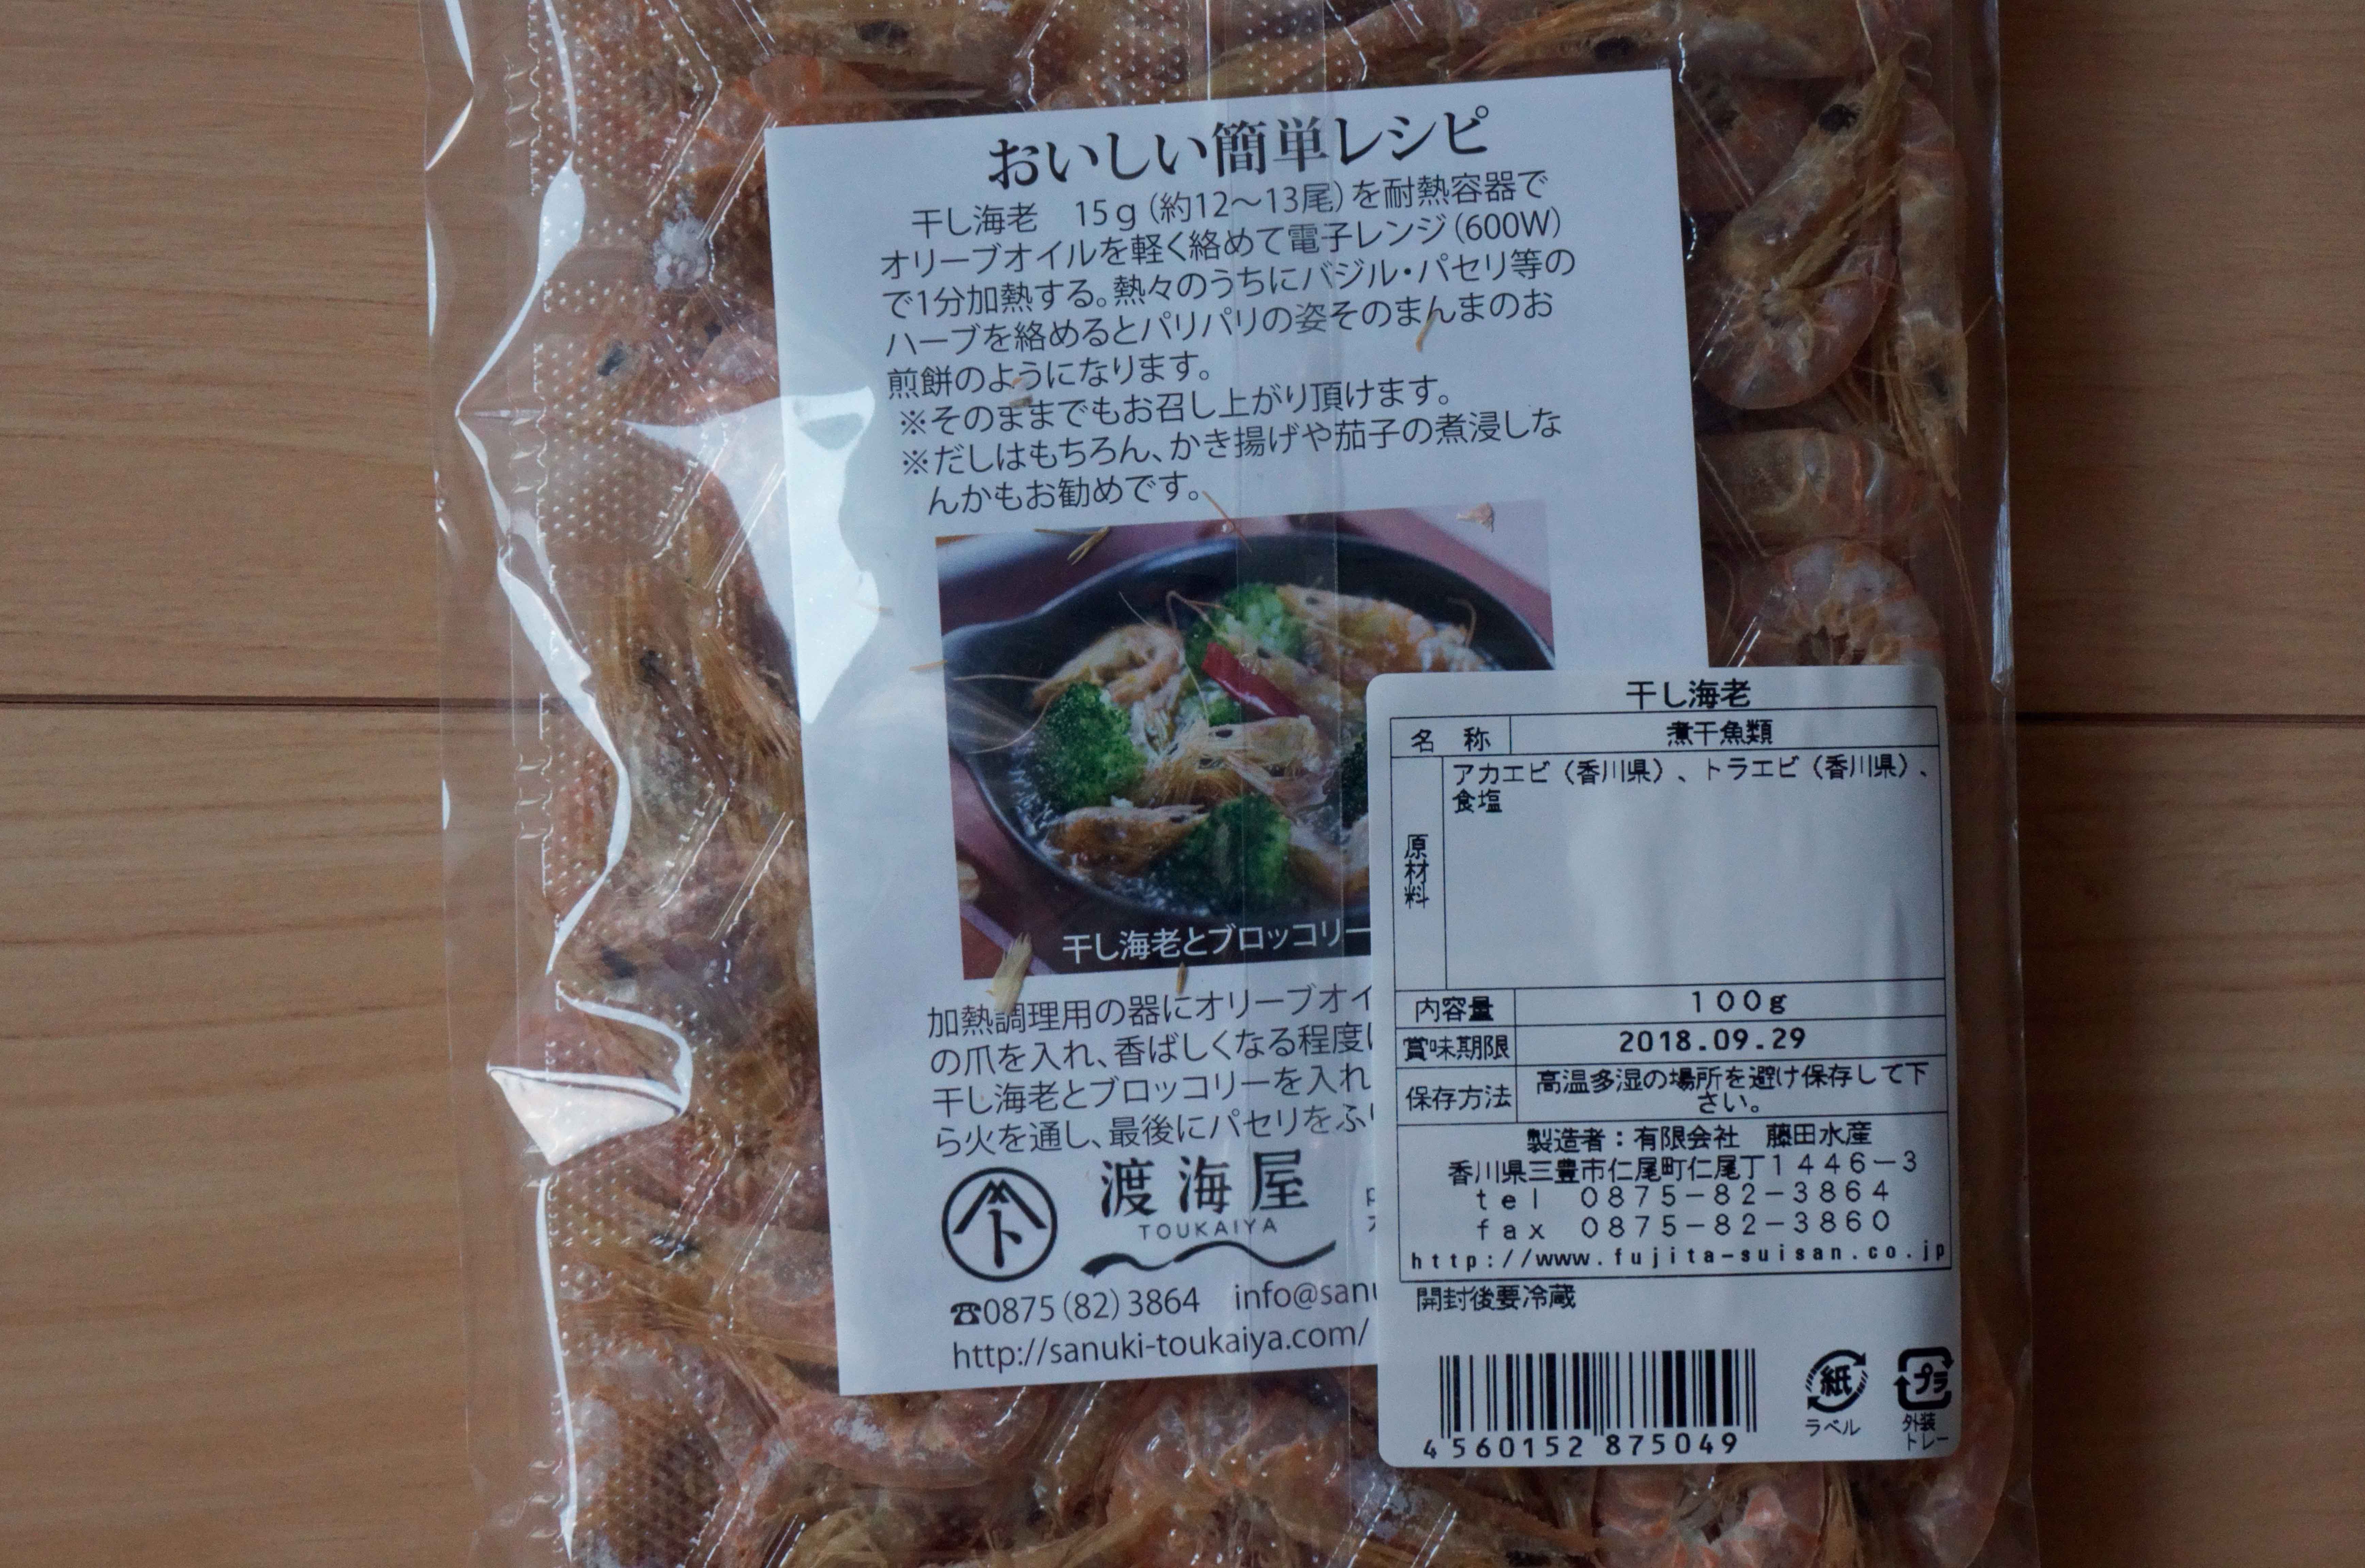 おいしい簡単レシピ
干し海老　15g（約12〜13尾）を耐熱容器で
オリーブオイルを軽く絡めて電子レンジ（600W）
で1分加熱する。熱々のうちにバジル・パセリ等の
ハーブを絡めるとパリパリの姿そのまんまのお
煎餅のようになります。
※そのままでもお召し上がり頂けます。
※だしはもちろん、かき揚げや茄子の煮浸しな
んかもお勧めです。
干し海老とブロッコリー
加熱調理用の器にオリーブオイ
の爪を入れ、香ばしくなる程度
干し海老とブロッコリーを入れ
ら火を通し、最後にパセリをふ
渡海屋
TOUKAIYA
☎0875（82）3864　info@sanu
http://sanuki-toukaiya.com/
干し海老
名　称　煮干魚類
原材料　アカエビ（香川県）、トラエビ（香川県）、
食塩
内容量　100g
賞味期限　2018.09.29
保存方法　高温多湿の場所を避け保存して下
さい。
製造者：有限会社　藤田水産
香川県三豊市仁尾町仁尾丁1446−3
tel　0875−82−3864
fax　0875−82−3860
http://www.fujita-suisan.co.jp
開封後要冷蔵
4 560152 875049
紙
ラベル
プラ
外装
トレー